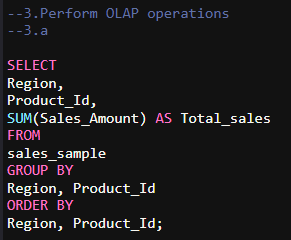 --3.Perform OLAP operations
--3.a
SELECT
Region,
Product_Id,
SUM(Sales_Amount) AS Total_sales
FROM
sales_sample
GROUP BY
Region, Product_Id
ORDER BY
Region, Product_Id;